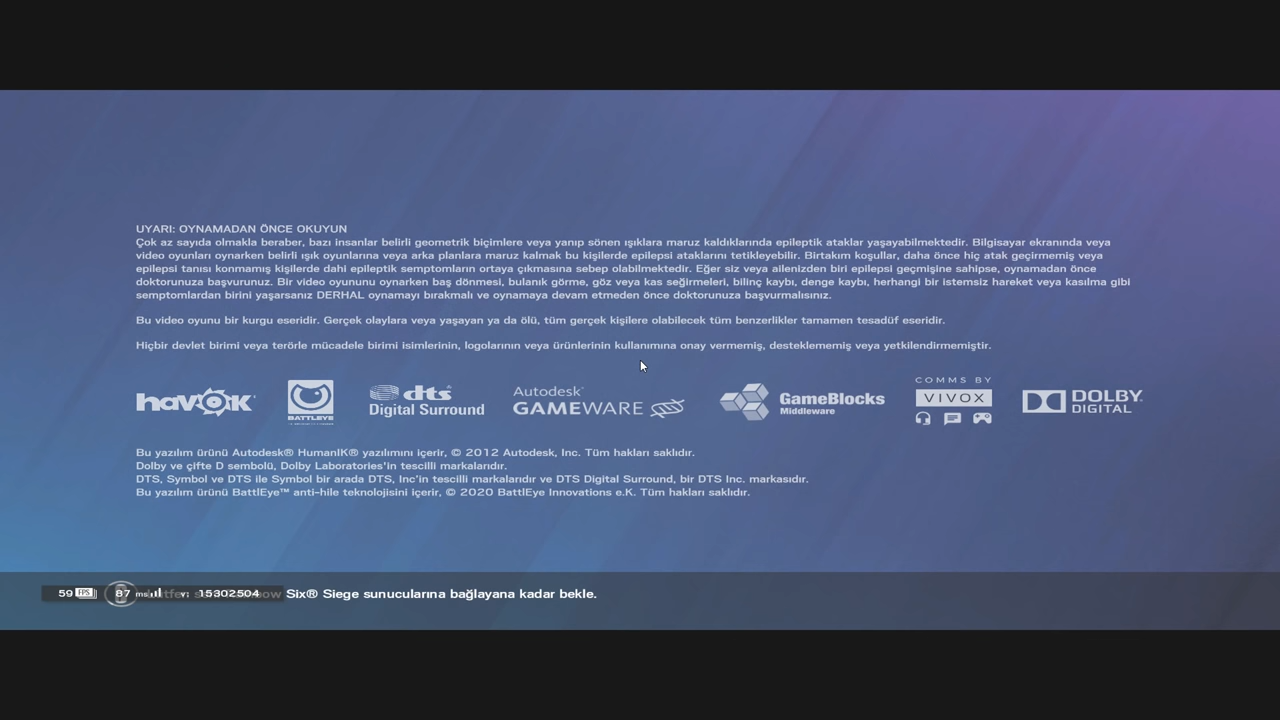 UYARI: OYNAMADAN ÖNCE OKUYUN
Çok az sayıda olmakla beraber, bazı insanlar belirli geometrik biçimlere veya yanıp sönen ışıklara maruz kaldıklarında epileptik ataklar yaşayabilmektedir. Bilgisayar ekranında veya
video oyunları oynarken belirli ışık oyunlarına veya arka planlara maruz kalmak bu kişilerde epilepsi ataklarını tetikleyebilir. Birtakım koşullar, daha önce hiç atak geçirmemiş veya
epilepsi tanısı konmamış kişilerde dahi epileptik semptomların ortaya çıkmasına sebep olabilmektedir. Eğer siz veya ailenizden biri epilepsi geçmişine sahipse, oynamadan önce
doktorunuza başvurunuz. Bir video oyununu oynarken baş dönmesi, bulanık görme, göz veya kas seğirmeleri, bilinç kaybı, denge kaybı, herhangi bir istemsiz hareket veya kasılma gibi
semptomlardan birini yaşarsanız DERHAL oynamayı bırakmalı ve oynamaya devam etmeden önce doktorunuza başvurmalısınız.
Bu video oyunu bir kurgu eseridir. Gerçek olaylara veya yaşayan ya da ölü, tüm gerçek kişilere olabilecek tüm benzerlikler tamamen tesadüf eseridir.
Hiçbir devlet birimi veya terörle mücadele birimi isimlerinin, logolarının veya ürünlerinin kullanımına onay vermemiş, desteklememiş veya yetkilendirmemiştir.
havok
BATTLEYE
dts
Digital Surround
Autodesk
GAMEWARE
GameBlocks
Middleware
COMMS BY
VIVOX
DOLBY
DIGITAL
Bu yazılım ürünü Autodesk® HumanIK® yazılımını içerir, © 2012 Autodesk, Inc. Tüm hakları saklıdır.
Dolby ve çifte D sembolü, Dolby Laboratories'in tescilli markalarıdır.
DTS, Symbol ve DTS ile Symbol bir arada DTS, Inc'in tescilli markalarıdır ve DTS Digital Surround, bir DTS Inc. markasıdır.
Bu yazılım ürünü BattlEye™ anti-hile teknolojisini içerir, © 2020 BattlEye Innovations e.K. Tüm hakları saklıdır.
59 FPS 87 ms v: 15302504 Six® Siege sunucularına bağlayana kadar bekle.